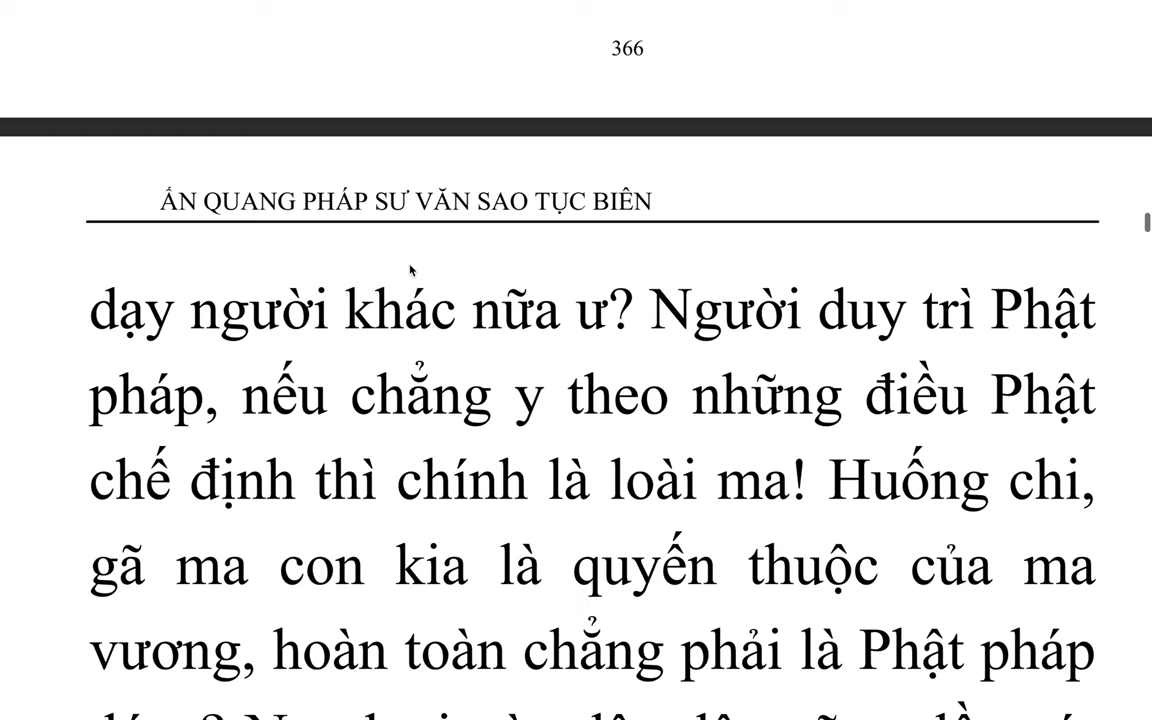 366
ẤN QUANG PHÁP SƯ VĂN SAO TỤC BIÊN
dạy người khác nữa ư? Người duy trì Phật
pháp, nếu chẳng y theo những điều Phật
chế định thì chính là loài ma! Huống chi,
gã ma con kia là quyến thuộc của ma
vương, hoàn toàn chẳng phải là Phật pháp